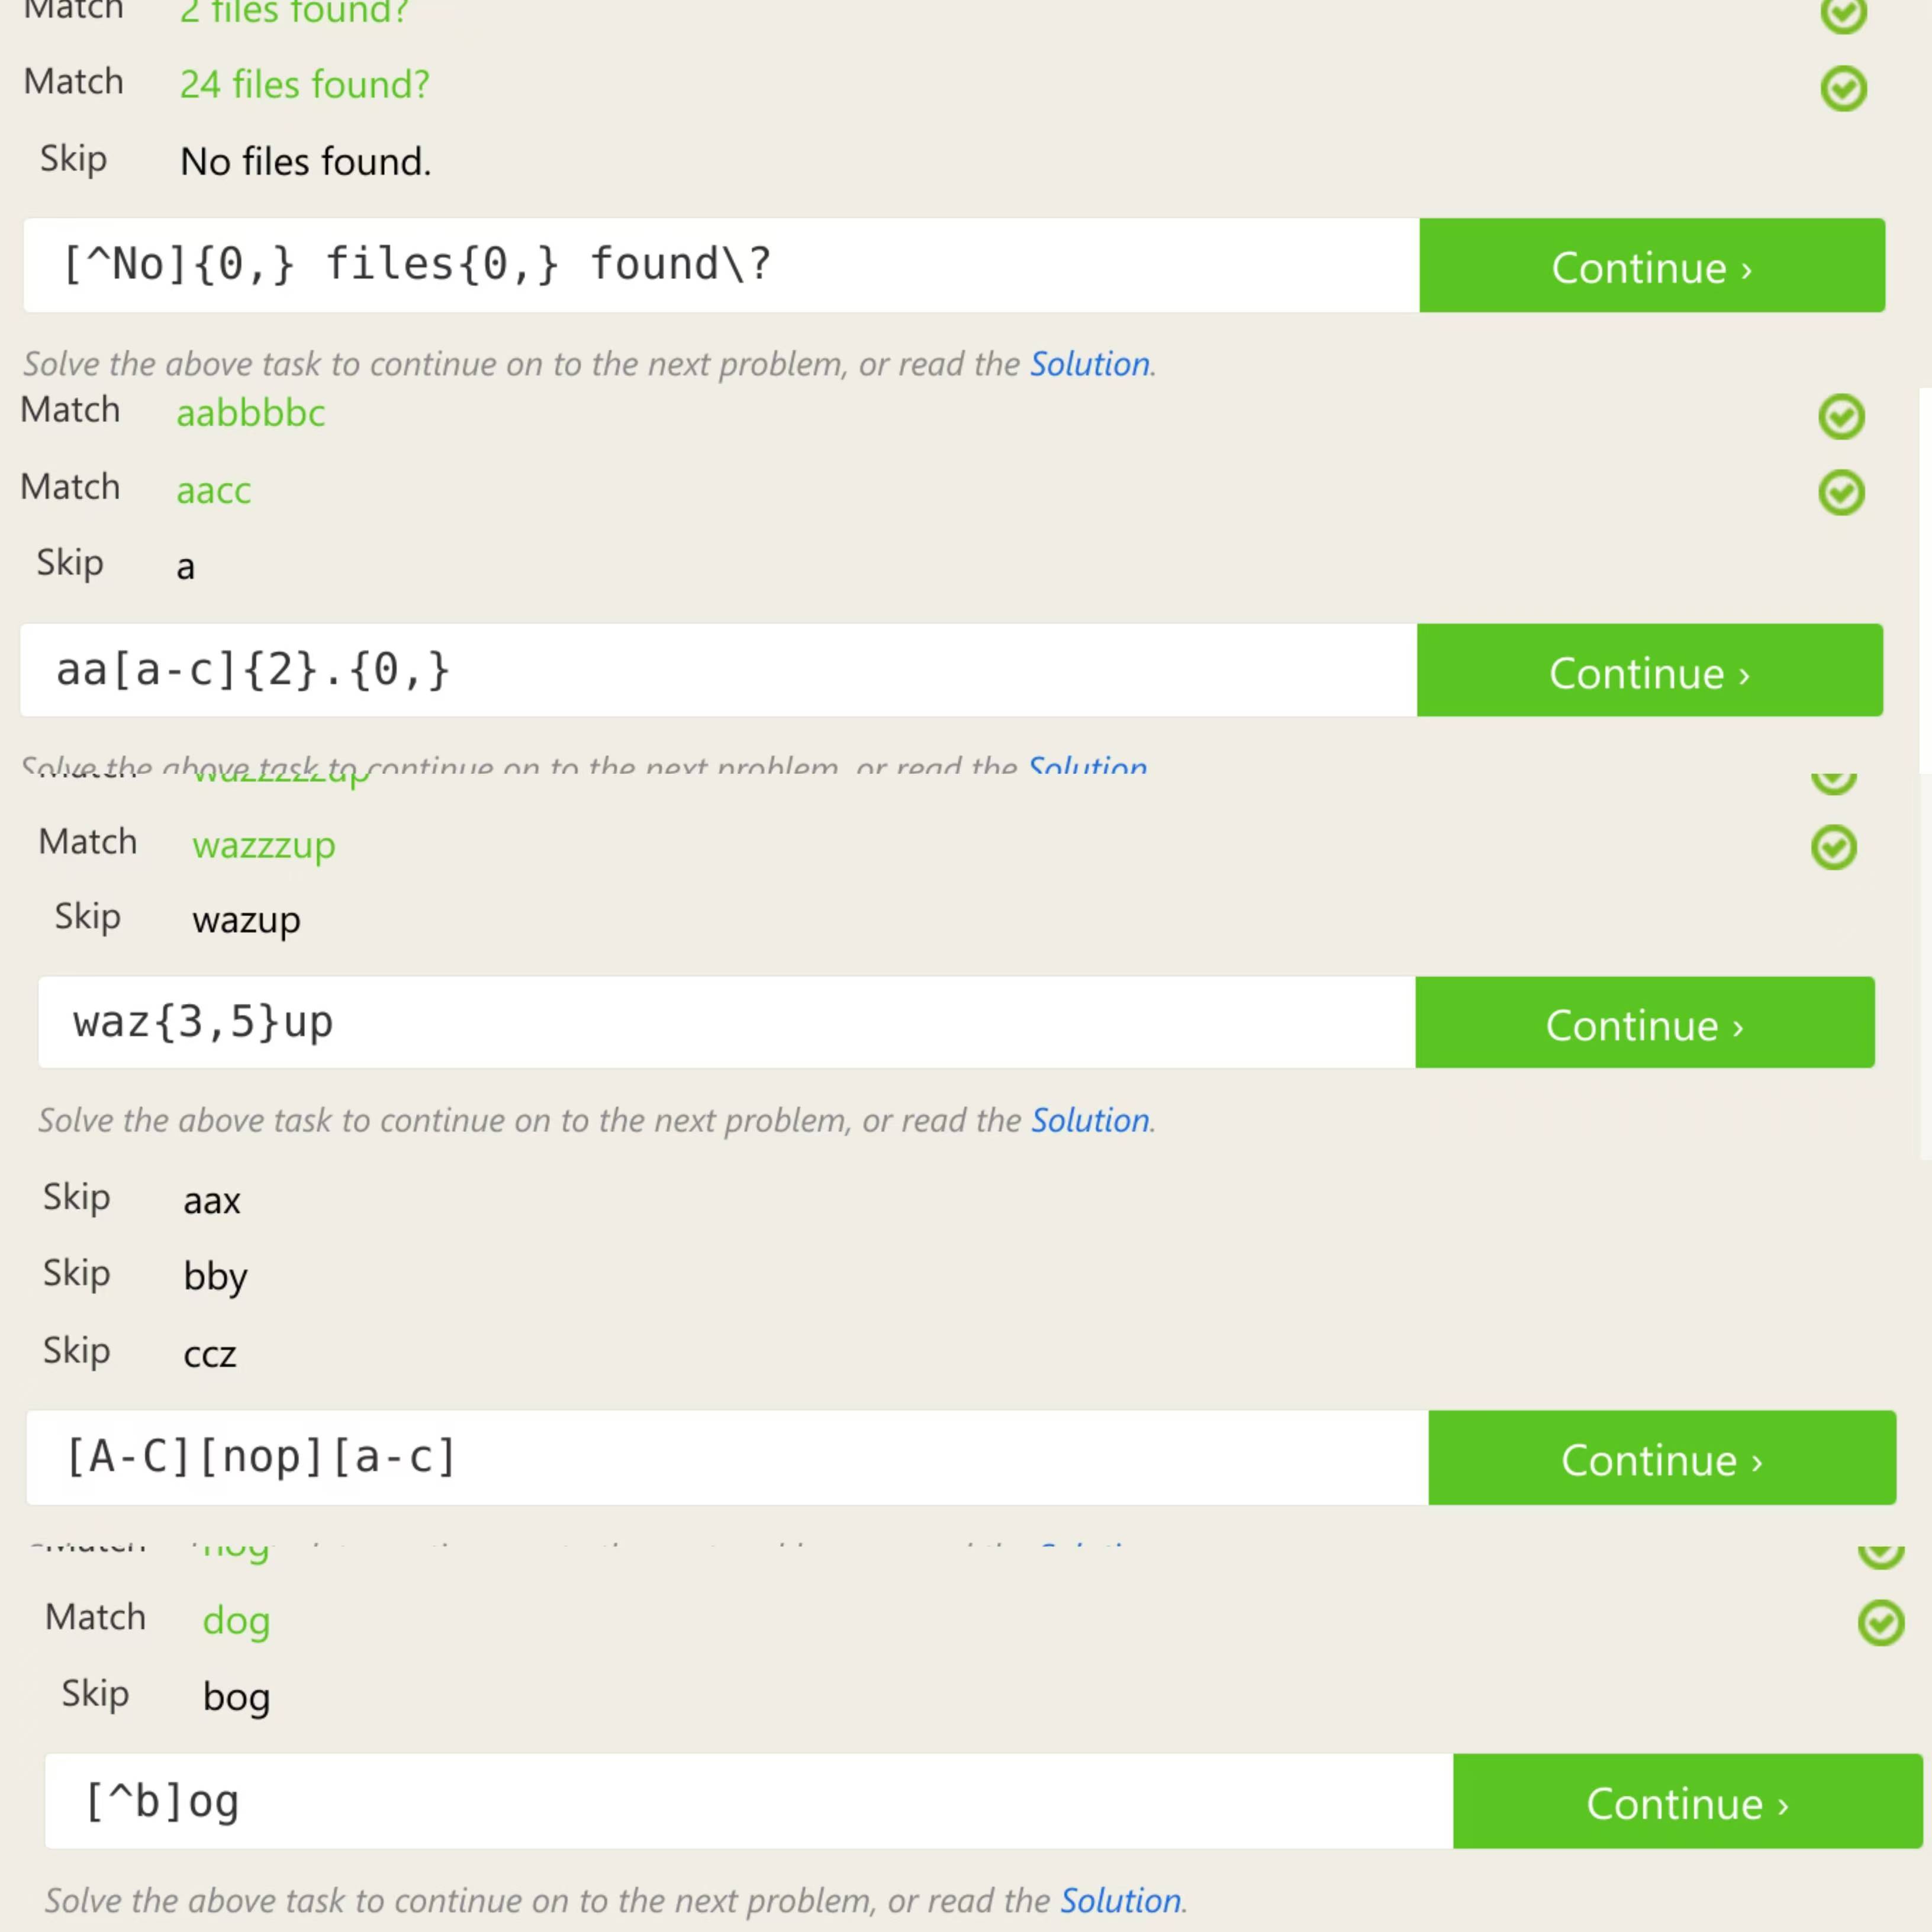 Match 2 files found?
Match 24 files found?
Skip No files found.
[^No]{0,} files{0,} found\? Continue ›
Solve the above task to continue on to the next problem, or read the Solution.
Match aabbbbc
Match aacc
Skip a
aa[a-c]{2}.{0,} Continue ›
Solve the above task to continue on to the next problem, or read the Solution
Match wazzzzzup
Match wazzzup
Skip wazup
waz{3,5}up Continue ›
Solve the above task to continue on to the next problem, or read the Solution.
Skip aax
Skip bby
Skip ccz
[A-C][nop][a-c] Continue ›
Match
Match dog
Skip bog
[^b]og Continue ›
Solve the above task to continue on to the next problem, or read the Solution.